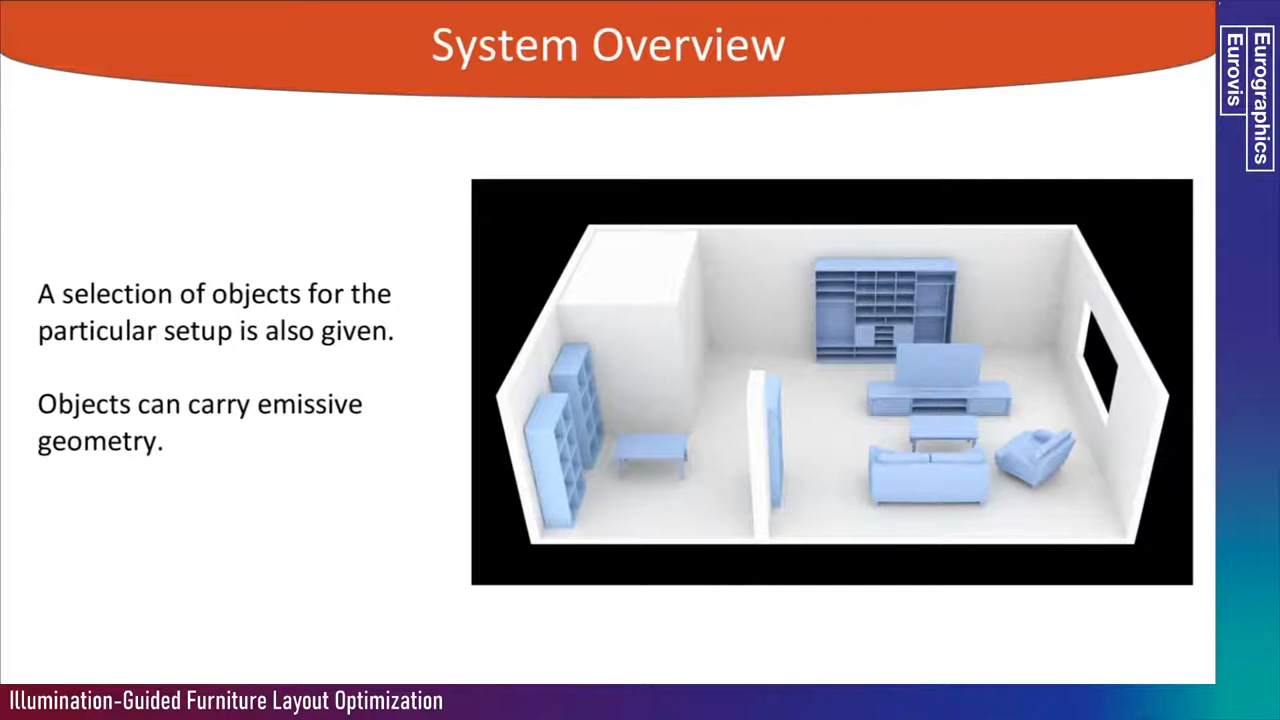 System Overview
A selection of objects for the
particular setup is also given.
Objects can carry emissive
geometry.
Eurographics
Eurovis
Illumination-Guided Furniture Layout Optimization